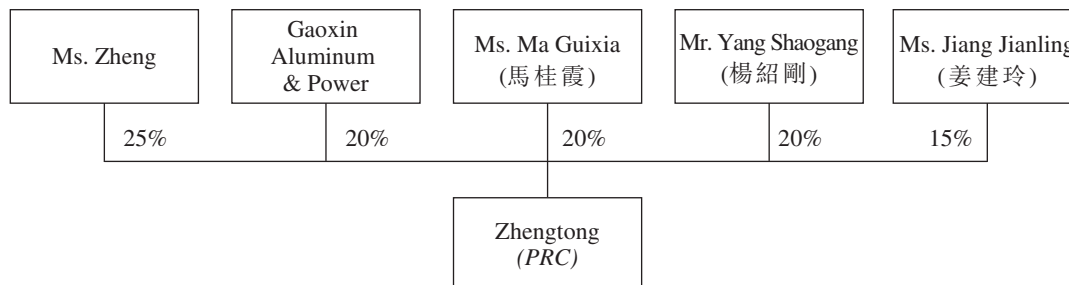 Ms. Zheng
Gaoxin
Aluminum
& Power
Ms. Ma Guixia
(馬桂霞)
Mr. Yang Shaogang
(楊紹剛)
Ms. Jiang Jianling
(姜建玲)
25%
20%
20%
20%
15%
Zhengtong
(PRC)